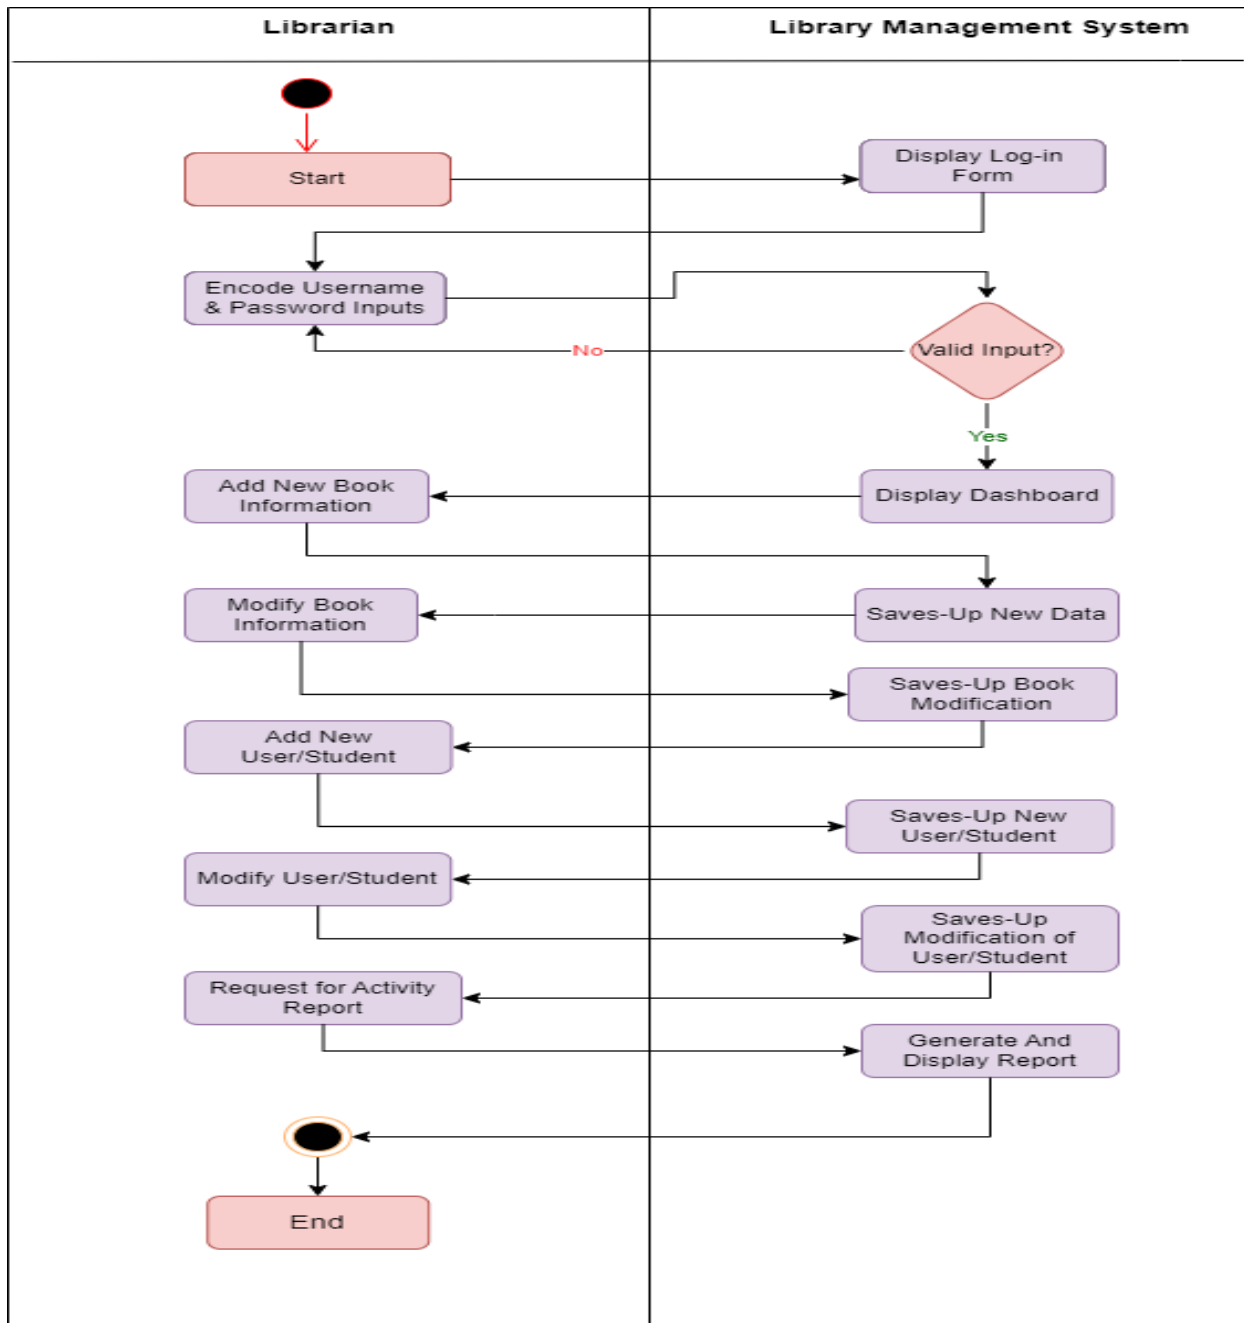 Librarian
Library Management System
Start
Display Log-in
Form
Encode Username
& Password Inputs
Valid Input?
No
Yes
Add New Book
Information
Display Dashboard
Modify Book
Information
Saves-Up New Data
Saves-Up Book
Modification
Add New
User/Student
Saves-Up New
User/Student
Modify User/Student
Saves-Up
Modification of
User/Student
Request for Activity
Report
Generate And
Display Report
End